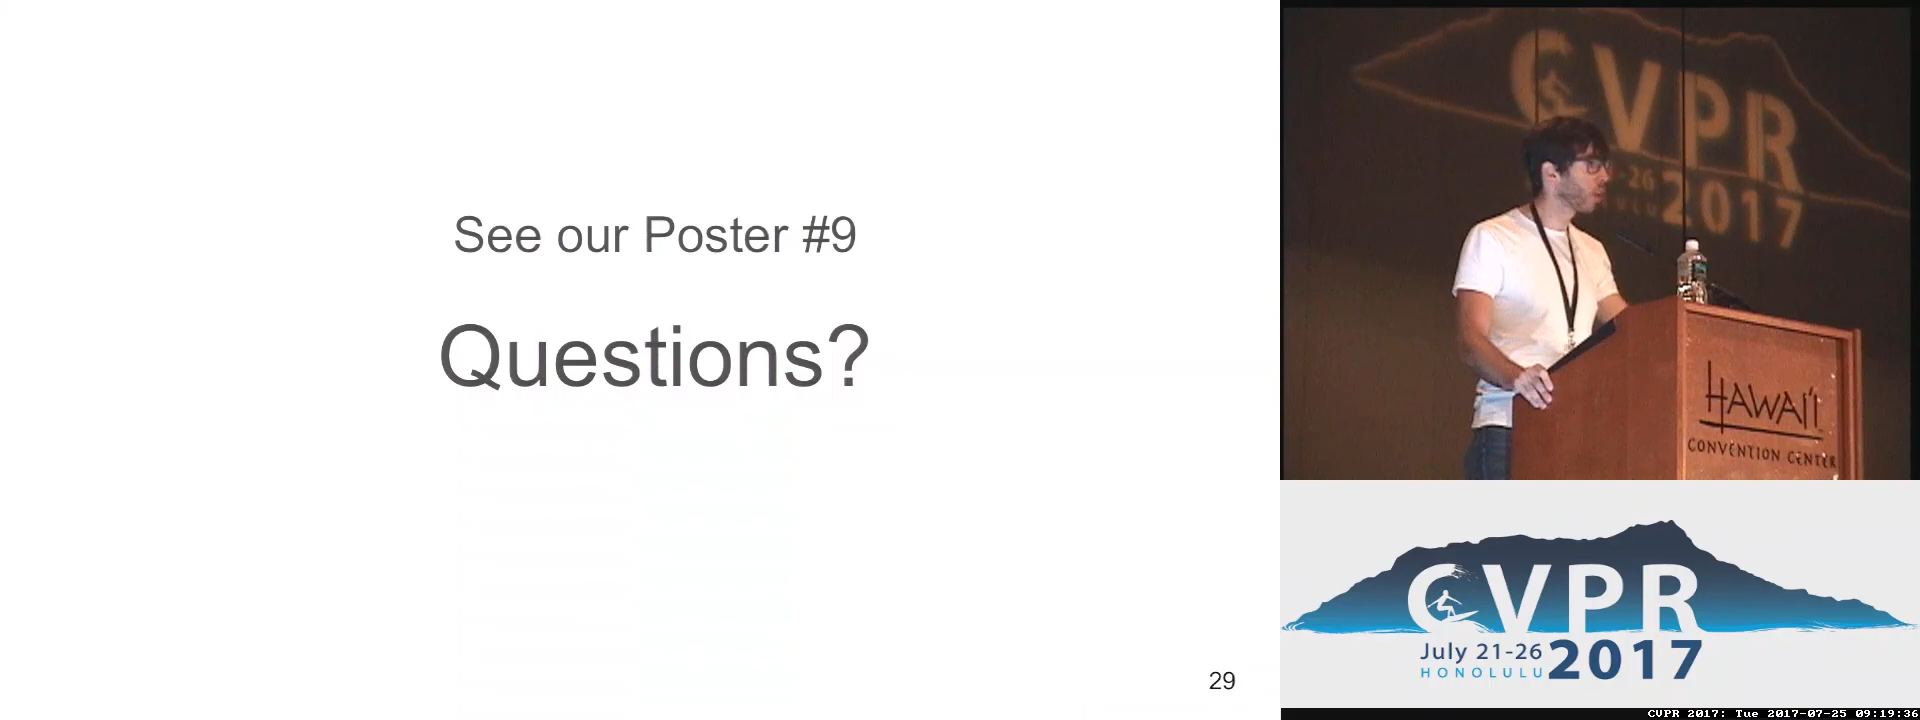 See our Poster #9
Questions?
29
CVPR
-26
2017
HAWAI'I
CONVENTION CENTER
CVPR
July 21-26
HONOLULU
2017
CVPR 2017: Tue 2017-07-25 09:19:36